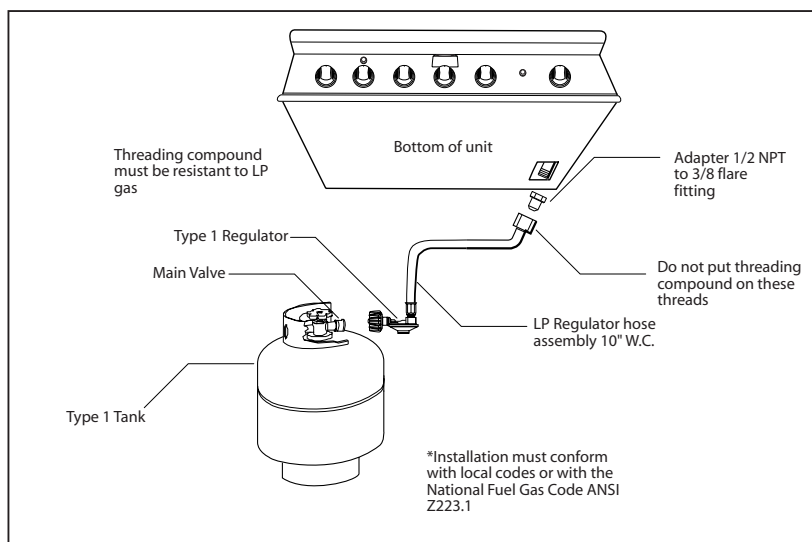 Bottom of unit
Threading compound
must be resistant to LP
gas
Adapter 1/2 NPT
to 3/8 flare
fitting
Type 1 Regulator
Main Valve
Do not put threading
compound on these
threads
LP Regulator hose
assembly 10" W.C.
Type 1 Tank
*Installation must conform
with local codes or with the
National Fuel Gas Code ANSI
Z223.1